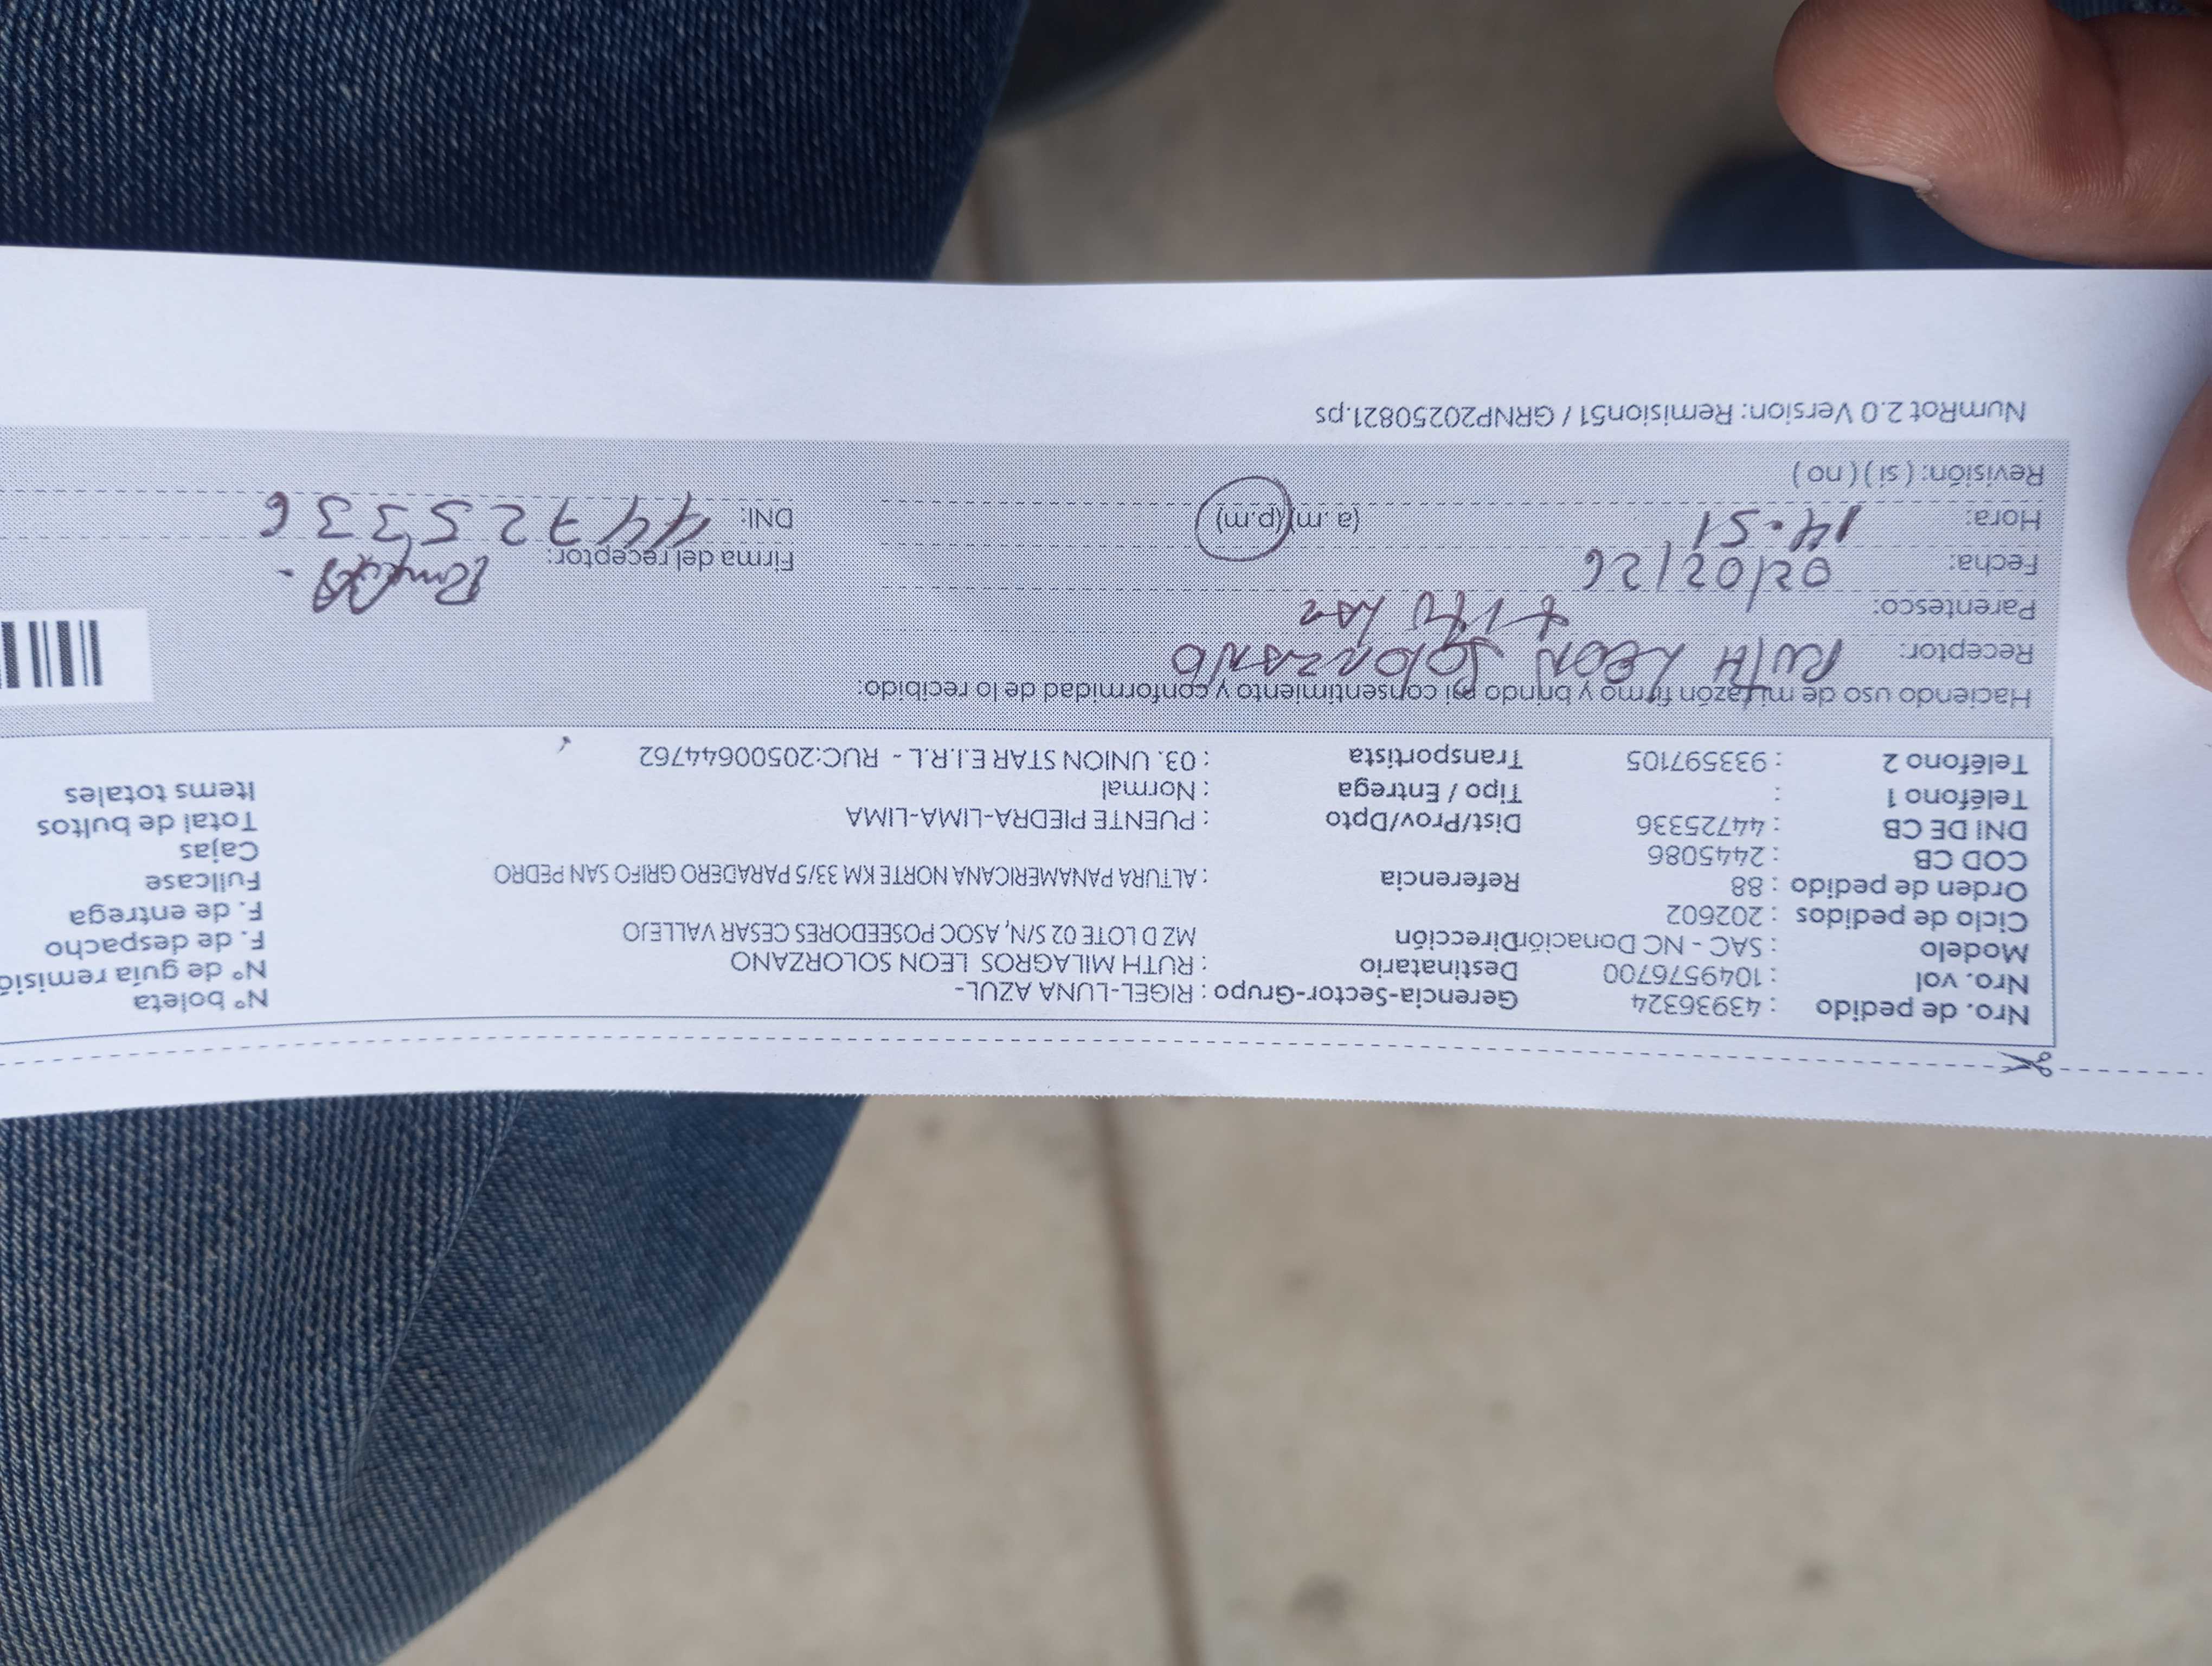 Nro. de pedido : 43936324 Gerencia-Sector-Grupo : RIGEL-LUNA AZUL- N° boleta
Nro. vol : 1049576700 Destinatario : RUTH MILAGROS LEON SOLORZANO N° de guía
Modelo : SAC - NC Donación Dirección MZ D LOTE 02 S/N, ASOC POSEEDORES CESAR VALLEJO F. de despacho
Ciclo de pedidos : 202602 F. de entrega
Orden de pedido : 88 Referencia : ALTURA PANAMERICANA NORTE KM 33/5 PARADERO GRIFO SAN PEDRO Fullcase
COD CB : 2445086 Cajas
DNI DE CB : 44725336 Dist/Prov/Dpto : PUENTE PIEDRA-LIMA-LIMA Total de bultos
Teléfono 1 : Tipo / Entrega : Normal Items totales
Teléfono 2 : 933597105 Transportista : 03. UNION STAR E.I.R.L - RUC:20500644762
Haciendo uso de mi razón firmo y brindo mi consentimiento y conformidad de lo recibido:
Receptor: RUTH LEON SOLORZANO
Parentesco:
Fecha: 02/02/26 Firma del receptor:
Hora: 14.51 (a.m) (p.m) DNI: 44725336
Revisión: ( si ) ( no )
NumRot 2.0 Version: Remision51 / GRNP20250821.ps